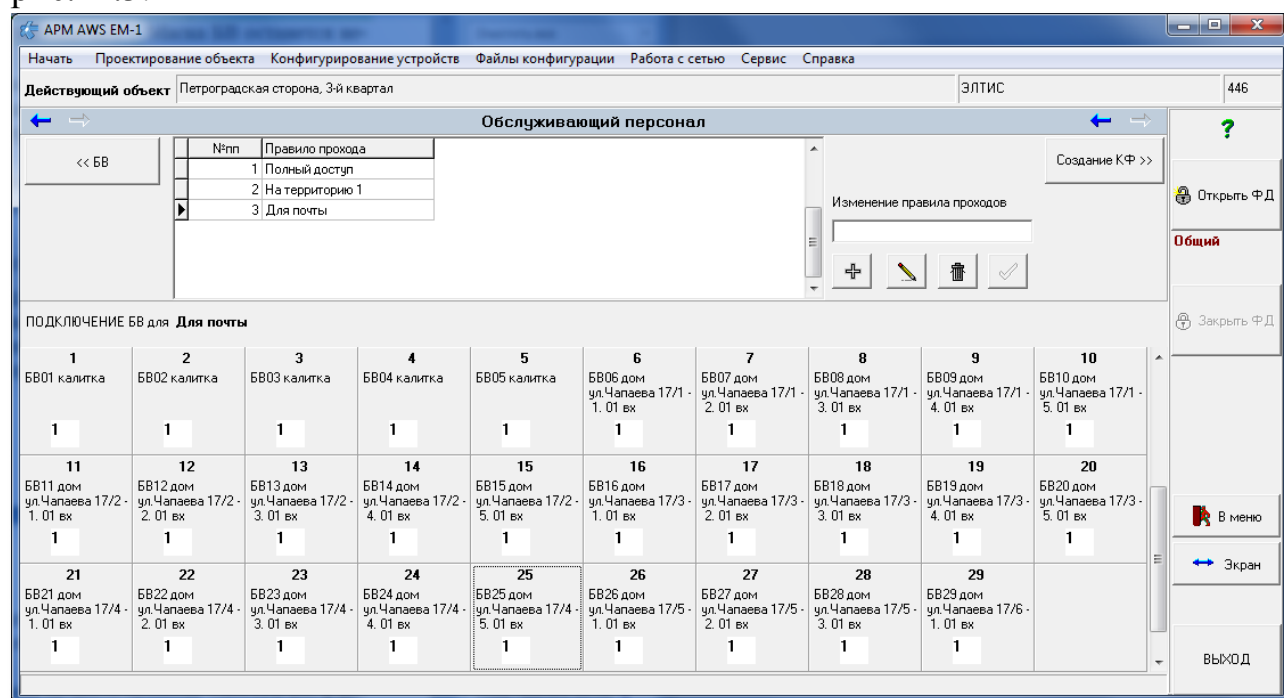 АРМ AWS EM-1
Начать Проектирование объекта Конфигурирование устройств Файлы конфигурации Работа с сетью Сервис Справка
Действующий объект Петроградская сторона, 3-й квартал ЭЛТИС 446
Обслуживающий персонал
?
<< БВ
№пп Правило прохода
1 Полный доступ
2 На территорию 1
3 Для почты
Создание КФ >>
Изменение правила проходов
Открыть ФД
Общий
Закрыть ФД
ПОДКЛЮЧЕНИЕ БВ для Для почты
1 2 3 4 5 6 7 8 9 10
БВ01 калитка БВ02 калитка БВ03 калитка БВ04 калитка БВ05 калитка БВ06 дом БВ07 дом БВ08 дом БВ09 дом БВ10 дом
ул.Чапаева 17/1 - ул.Чапаева 17/1 - ул.Чапаева 17/1 - ул.Чапаева 17/1 - ул.Чапаева 17/1 -
1. 01 вх 2. 01 вх 3. 01 вх 4. 01 вх 5. 01 вх
1 1 1 1 1 1 1 1 1 1
11 12 13 14 15 16 17 18 19 20
БВ11 дом БВ12 дом БВ13 дом БВ14 дом БВ15 дом БВ16 дом БВ17 дом БВ18 дом БВ19 дом БВ20 дом
ул.Чапаева 17/2 - ул.Чапаева 17/2 - ул.Чапаева 17/2 - ул.Чапаева 17/2 - ул.Чапаева 17/2 - ул.Чапаева 17/3 - ул.Чапаева 17/3 - ул.Чапаева 17/3 - ул.Чапаева 17/3 - ул.Чапаева 17/3 -
1. 01 вх 2. 01 вх 3. 01 вх 4. 01 вх 5. 01 вх 1. 01 вх 2. 01 вх 3. 01 вх 4. 01 вх 5. 01 вх
1 1 1 1 1 1 1 1 1 1
21 22 23 24 25 26 27 28 29
БВ21 дом БВ22 дом БВ23 дом БВ24 дом БВ25 дом БВ26 дом БВ27 дом БВ28 дом БВ29 дом
ул.Чапаева 17/4 - ул.Чапаева 17/4 - ул.Чапаева 17/4 - ул.Чапаева 17/4 - ул.Чапаева 17/4 - ул.Чапаева 17/5 - ул.Чапаева 17/5 - ул.Чапаева 17/5 - ул.Чапаева 17/6 -
1. 01 вх 2. 01 вх 3. 01 вх 4. 01 вх 5. 01 вх 1. 01 вх 2. 01 вх 3. 01 вх 1. 01 вх
1 1 1 1 1 1 1 1 1
В меню
Экран
ВЫХОД